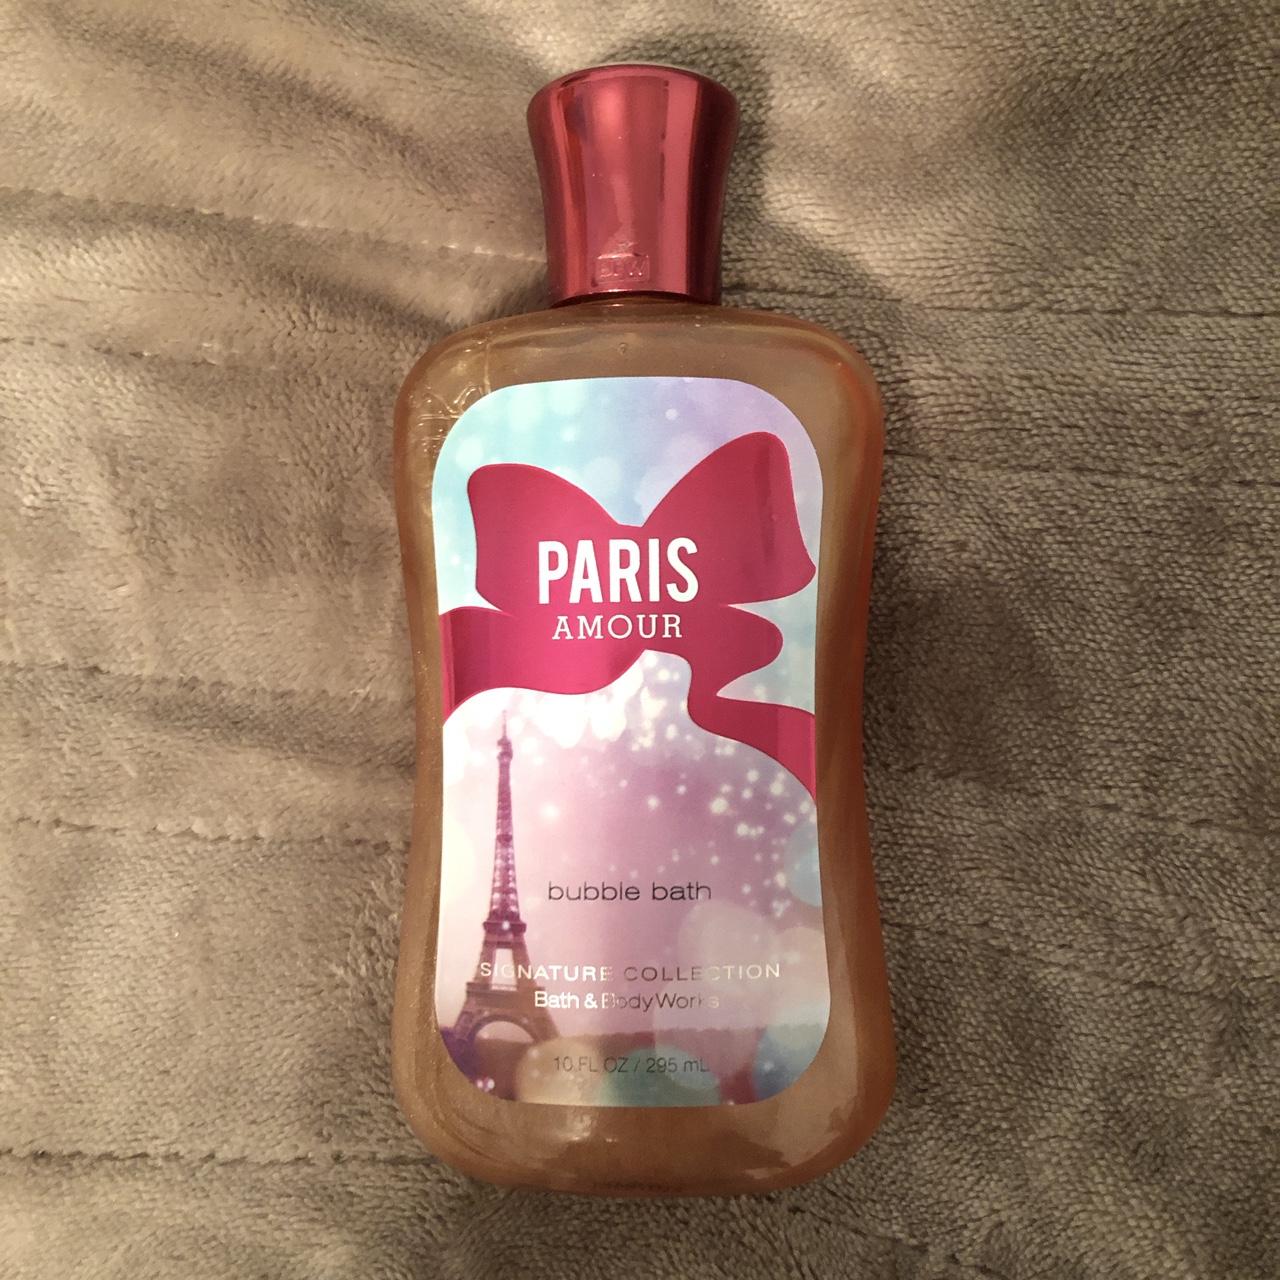 PARIS
AMOUR
bubble bath
SIGNATURE COLLECTION
Bath & Body Works
10 FL OZ / 295 mL